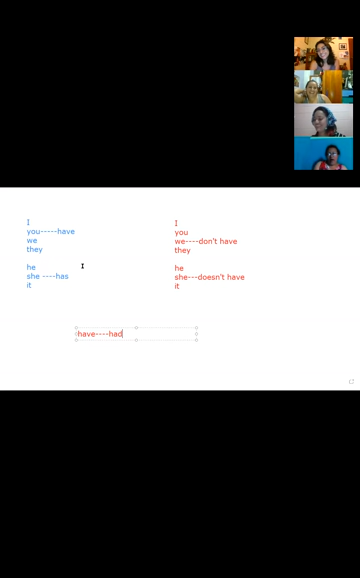 I
you-----have
we
they
he
she ----has
it
I
you
we----don't have
they
he
she---doesn't have
it
have----had